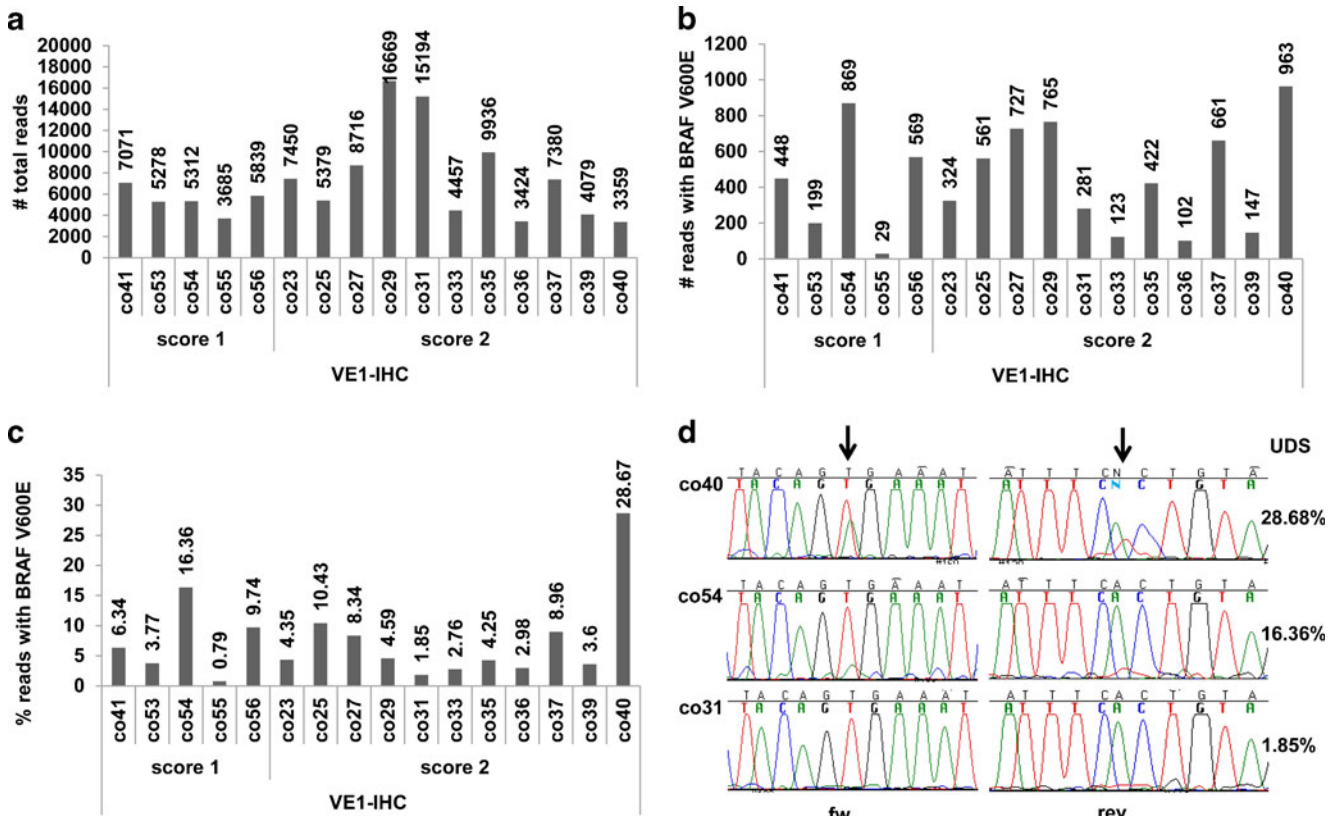 a
# total reads
20000
18000
16000
14000
12000
10000
8000
6000
4000
2000
0
7071
5278
5312
3685
5839
7450
5379
8716
16669
15194
4457
9936
3424
7380
4079
3359
co41
co53
co54
co55
co56
co23
co25
co27
co29
co31
co33
co35
co36
co37
co39
co40
score 1
score 2
VE1-IHC
b
# reads with BRAF V600E
1200
1000
800
600
400
200
0
448
199
869
29
569
324
561
727
765
281
123
422
102
661
147
963
co41
co53
co54
co55
co56
co23
co25
co27
co29
co31
co33
co35
co36
co37
co39
co40
score 1
score 2
VE1-IHC
c
% reads with BRAF V600E
35
30
25
20
15
10
5
0
6.34
3.77
16.36
0.79
9.74
4.35
10.43
8.34
4.59
1.85
2.76
4.25
2.98
8.96
3.6
28.67
co41
co53
co54
co55
co56
co23
co25
co27
co29
co31
co33
co35
co36
co37
co39
co40
score 1
score 2
VE1-IHC
d
UDS
co40
T A C A G T G A A A T
T A C A G T G A A A T
A T T T C N C T G T A
A T T T C N C T G T A
28.68%
co54
T A C A G T G A A A T
T A C A G T G A A A T
A T T T C A C T G T A
A T T T C A C T G T A
16.36%
co31
T A C A G T G A A A T
T A C A G T G A A A T
A T T T C A C T G T A
A T T T C A C T G T A
1.85%
fw
rev